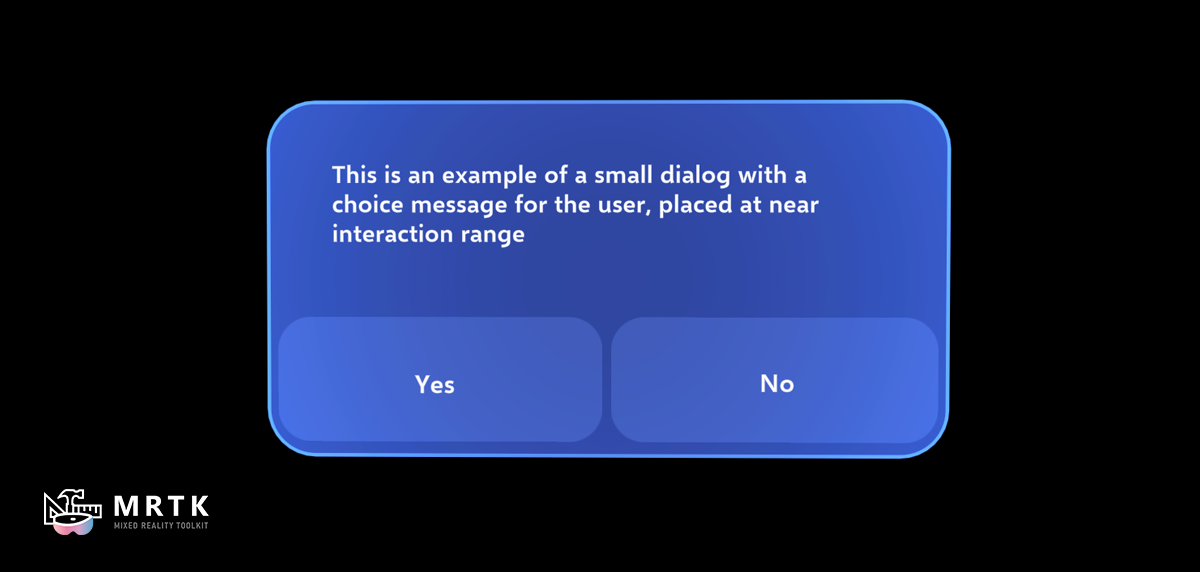 This is an example of a small dialog with a
choice message for the user, placed at near
interaction range
Yes
No
MRTK
MIXED REALITY TOOLKIT